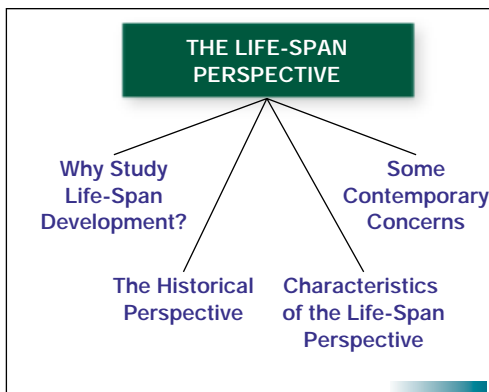 THE LIFE-SPAN
PERSPECTIVE
Why Study
Life-Span
Development?
Some
Contemporary
Concerns
The Historical
Perspective
Characteristics
of the Life-Span
Perspective